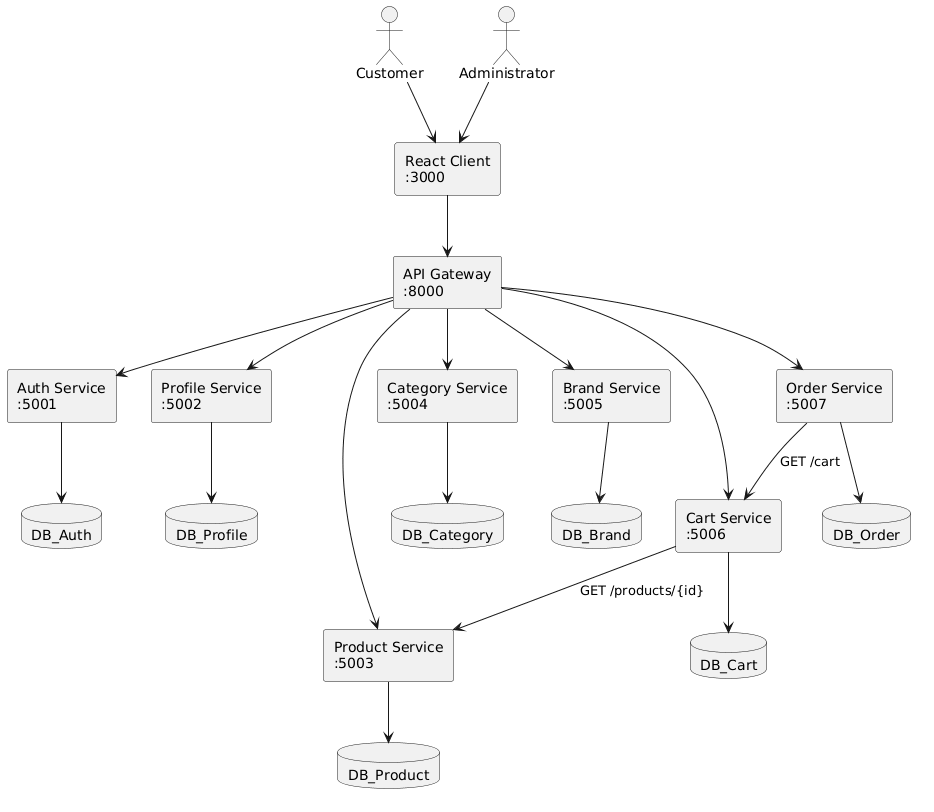 Customer
Administrator
React Client
:3000
API Gateway
:8000
Auth Service
:5001
Profile Service
:5002
Category Service
:5004
Brand Service
:5005
Order Service
:5007
GET /cart
DB_Auth
DB_Profile
DB_Category
DB_Brand
Cart Service
:5006
DB_Order
GET /products/{id}
Product Service
:5003
DB_Cart
DB_Product